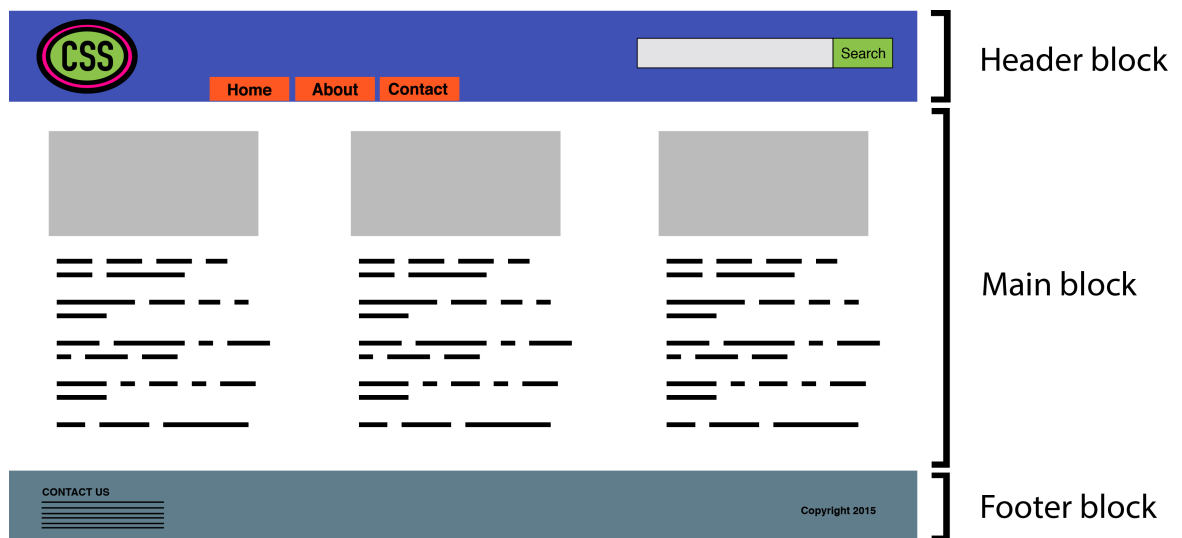 CSS
Search
Home About Contact
Header block
Main block
CONTACT US
Copyright 2015
Footer block